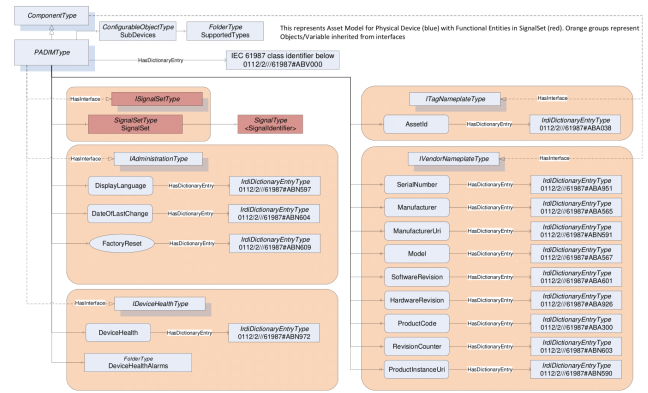 ComponentType
ConfigurableObjectType
SubDevices
FolderType
SupportedTypes
This represents Asset Model for Physical Device (blue) with Functional Entities in SignalSet (red). Orange groups represent
Objects/Variable inherited from interfaces
PADIMType
HasDictionaryEntry
IEC 61987 class identifier below
0112/2///61987#ABV000
HasInterface
ISignalSetType
SignalSetType
SignalSet
SignalType
<SignalIdentifier>
HasInterface
IAdministrationType
DisplayLanguage
HasDictionaryEntry
IrdiDictionaryEntryType
0112/2///61987#ABN597
DateOfLastChange
HasDictionaryEntry
IrdiDictionaryEntryType
0112/2///61987#ABN604
FactoryReset
HasDictionaryEntry
IrdiDictionaryEntryType
0112/2///61987#ABN609
HasInterface
IDeviceHealthType
DeviceHealth
HasDictionaryEntry
IrdiDictionaryEntryType
0112/2///61987#ABN972
FolderType
DeviceHealthAlarms
ITagNameplateType
HasInterface
AssetId
HasDictionaryEntry
IrdiDictionaryEntryType
0112/2///61987#ABA038
IVendorNameplateType
HasInterface
SerialNumber
HasDictionaryEntry
IrdiDictionaryEntryType
0112/2///61987#ABA951
Manufacturer
HasDictionaryEntry
IrdiDictionaryEntryType
0112/2///61987#ABA565
ManufacturerUri
HasDictionaryEntry
IrdiDictionaryEntryType
0112/2///61987#ABN591
Model
HasDictionaryEntry
IrdiDictionaryEntryType
0112/2///61987#ABA567
SoftwareRevision
HasDictionaryEntry
IrdiDictionaryEntryType
0112/2///61987#ABA601
HardwareRevision
HasDictionaryEntry
IrdiDictionaryEntryType
0112/2///61987#ABA926
ProductCode
HasDictionaryEntry
IrdiDictionaryEntryType
0112/2///61987#ABA300
RevisionCounter
HasDictionaryEntry
IrdiDictionaryEntryType
0112/2///61987#ABN603
ProductInstanceUri
HasDictionaryEntry
IrdiDictionaryEntryType
0112/2///61987#ABN590